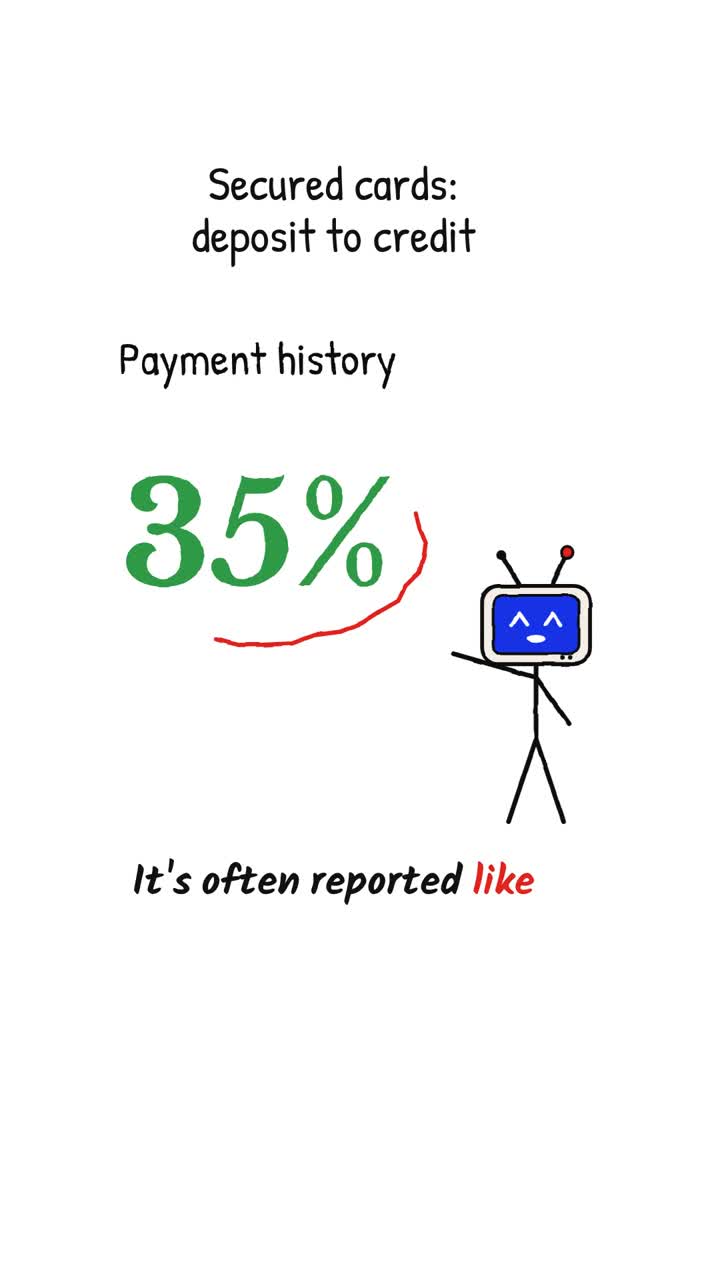 Secured cards:
deposit to credit
Payment history
35%
It's often reported like